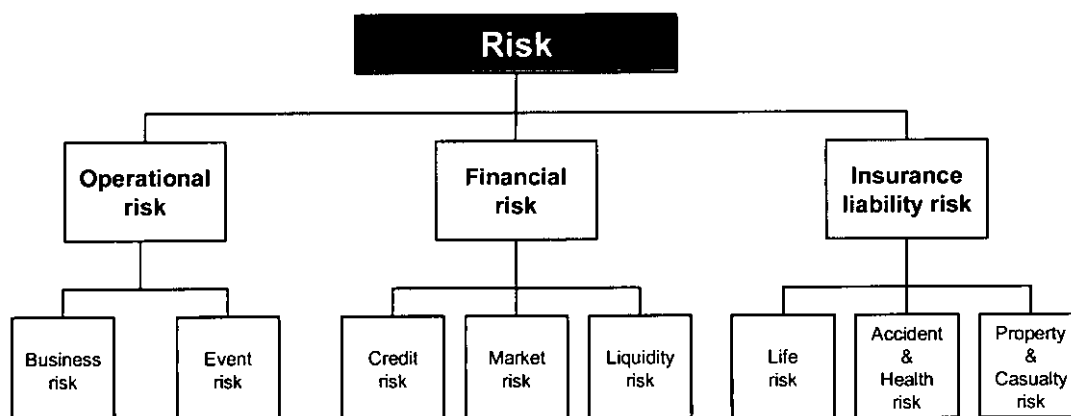 Risk
Operational
risk
Financial
risk
Insurance
liability risk
Business
risk
Event
risk
Credit
risk
Market
risk
Liquidity
risk
Life
risk
Accident
&
Health
risk
Property
&
Casualty
risk